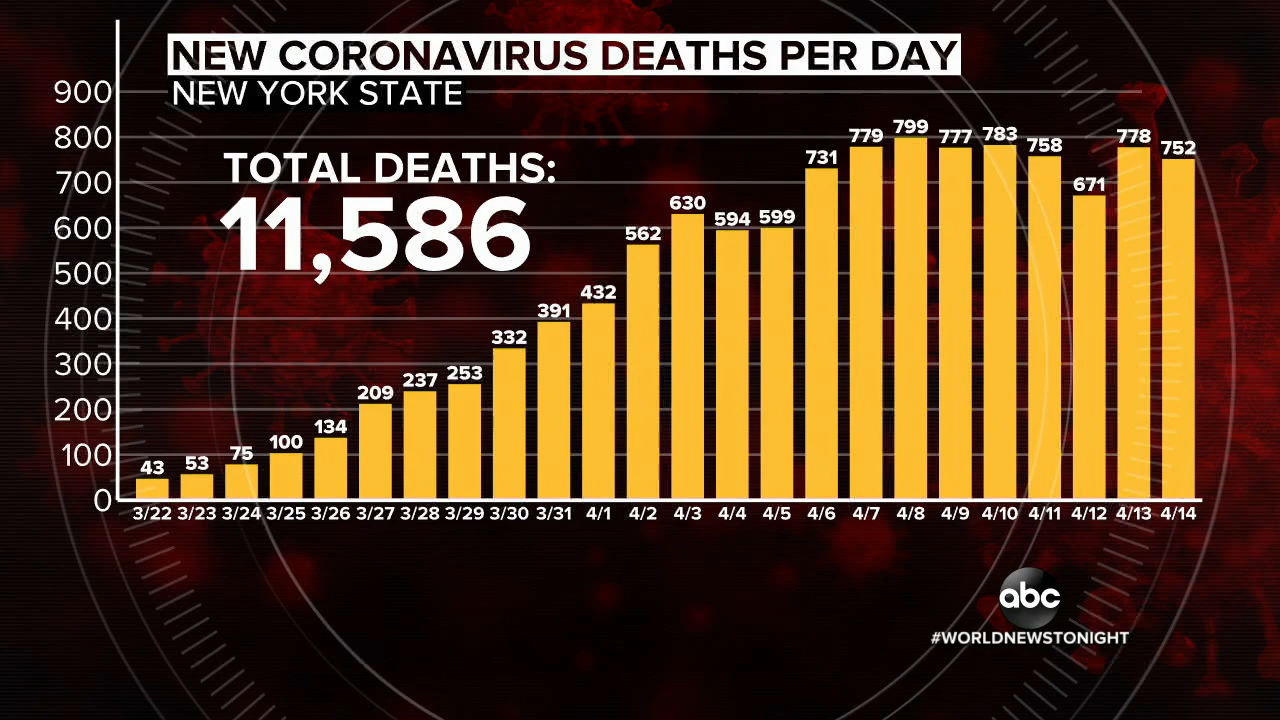 NEW CORONAVIRUS DEATHS PER DAY
NEW YORK STATE
TOTAL DEATHS:
11,586
900
800
700
600
500
400
300
200
100
0
43 53 75 100 134 209 237 253 332 391 432 562 630 594 599 731 779 799 777 783 758 671 778 752
3/22 3/23 3/24 3/25 3/26 3/27 3/28 3/29 3/30 3/31 4/1 4/2 4/3 4/4 4/5 4/6 4/7 4/8 4/9 4/10 4/11 4/12 4/13 4/14
abc
#WORLDNEWSTONIGHT